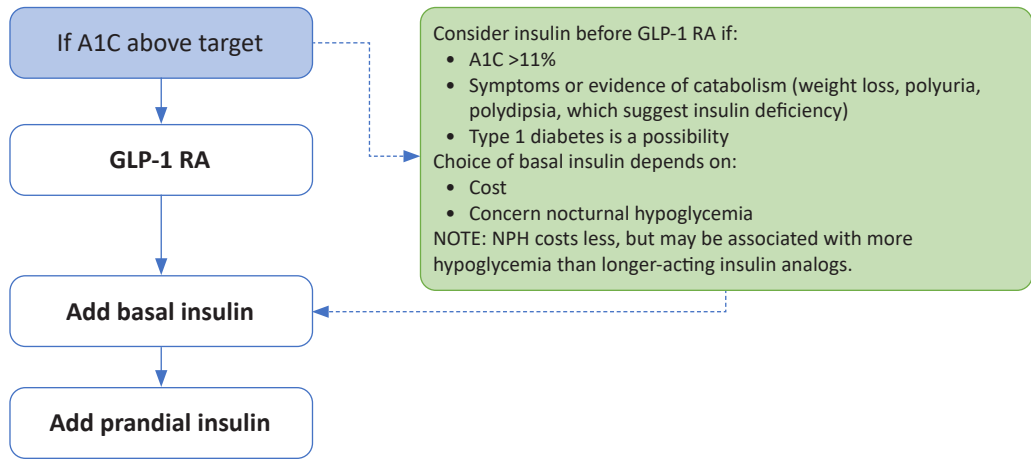 If A1C above target
GLP-1 RA
Add basal insulin
Add prandial insulin
Consider insulin before GLP-1 RA if:
• A1C >11%
• Symptoms or evidence of catabolism (weight loss, polyuria,
polydipsia, which suggest insulin deficiency)
• Type 1 diabetes is a possibility
Choice of basal insulin depends on:
• Cost
• Concern nocturnal hypoglycemia
NOTE: NPH costs less, but may be associated with more
hypoglycemia than longer-acting insulin analogs.